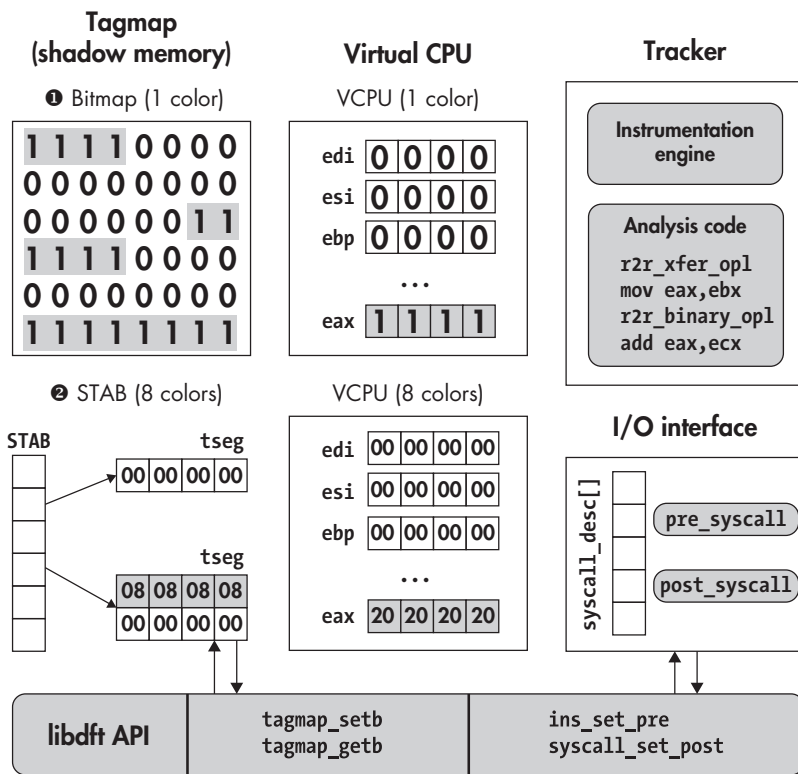 Tagmap
(shadow memory)
❶ Bitmap (1 color)
1 1 1 1 0 0 0 0
0 0 0 0 0 0 0 0
0 0 0 0 0 0 1 1
1 1 1 1 0 0 0 0
0 0 0 0 0 0 0 0
1 1 1 1 1 1 1 1
❷ STAB (8 colors)
STAB
tseg
00 00 00 00
tseg
08 08 08 08
00 00 00 00
Virtual CPU
VCPU (1 color)
edi 0 0 0 0
esi 0 0 0 0
ebp 0 0 0 0
...
eax 1 1 1 1
VCPU (8 colors)
edi 00 00 00 00
esi 00 00 00 00
ebp 00 00 00 00
...
eax 20 20 20 20
Tracker
Instrumentation
engine
Analysis code
r2r_xfer_opl
mov eax,ebx
r2r_binary_opl
add eax,ecx
I/O interface
syscall_desc[]
pre_syscall
post_syscall
libdft API
tagmap_setb
tagmap_getb
ins_set_pre
syscall_set_post